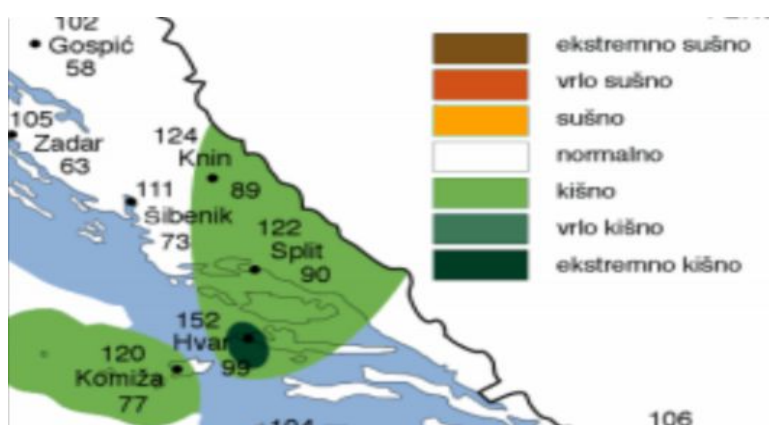 102
Gospić
58
105
Zadar
63
124
Knin
89
111
Šibenik
73
122
Split
90
152
Hvar
99
120
Komiža
77
106
ekstremno sušno
vrlo sušno
sušno
normalno
kišno
vrlo kišno
ekstremno kišno